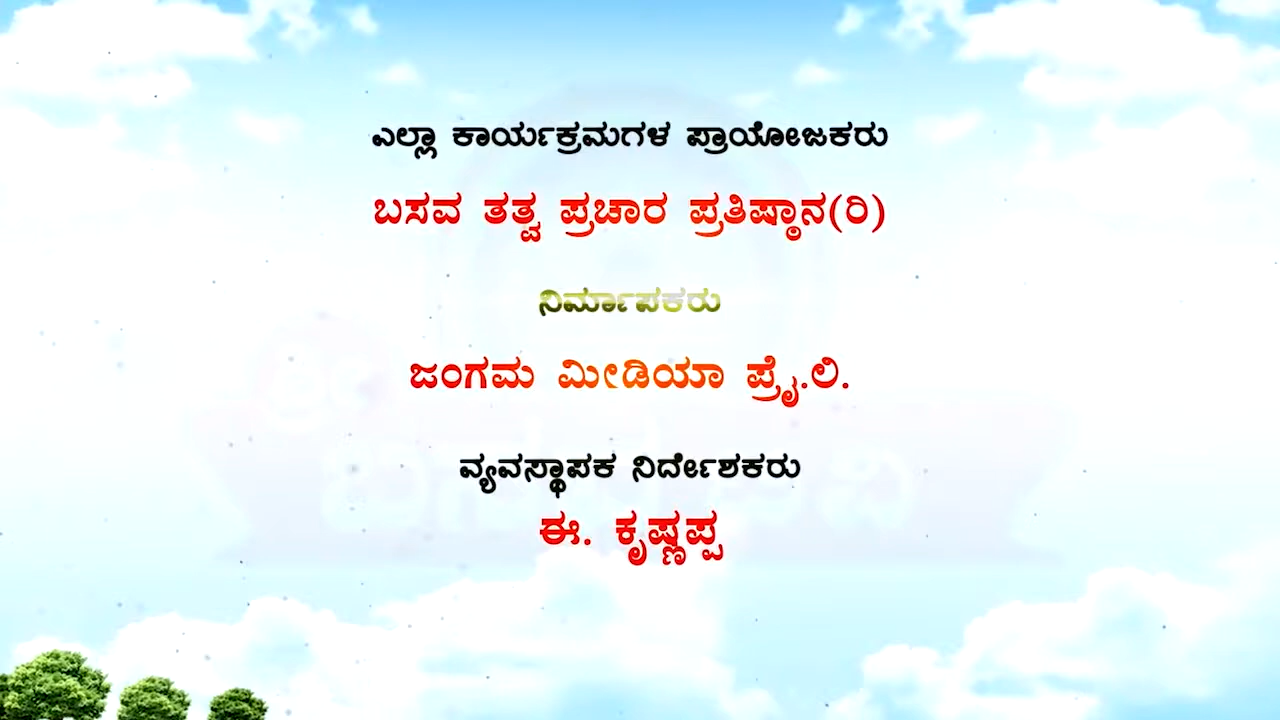 ಎಲ್ಲಾ ಕಾರ್ಯಕ್ರಮಗಳ ಪ್ರಾಯೋಜಕರು
ಬಸವ ತತ್ವ ಪ್ರಚಾರ ಪ್ರತಿಷ್ಠಾನ(ರಿ)
ನಿರ್ಮಾಪಕರು
ಜಂಗಮ ಮೀಡಿಯಾ ಪ್ರೈ.ಲಿ.
ವ್ಯವಸ್ಥಾಪಕ ನಿರ್ದೇಶಕರು
ಈ. ಕೃಷ್ಣಪ್ಪ